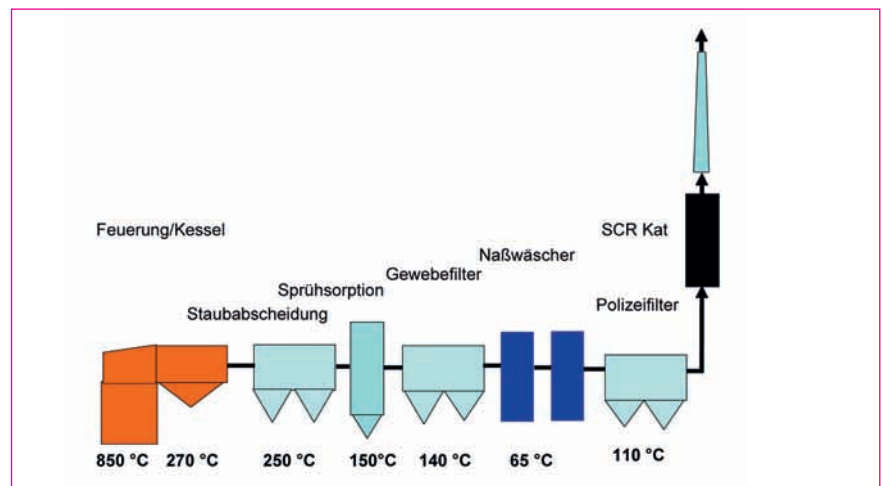 Feuerung/Kessel
SCR Kat
Naßwäscher
Gewebefilter
Sprühsorption
Polizeifilter
Staubabscheidung
850 °C 270 °C 250 °C 150°C 140 °C 65 °C 110 °C